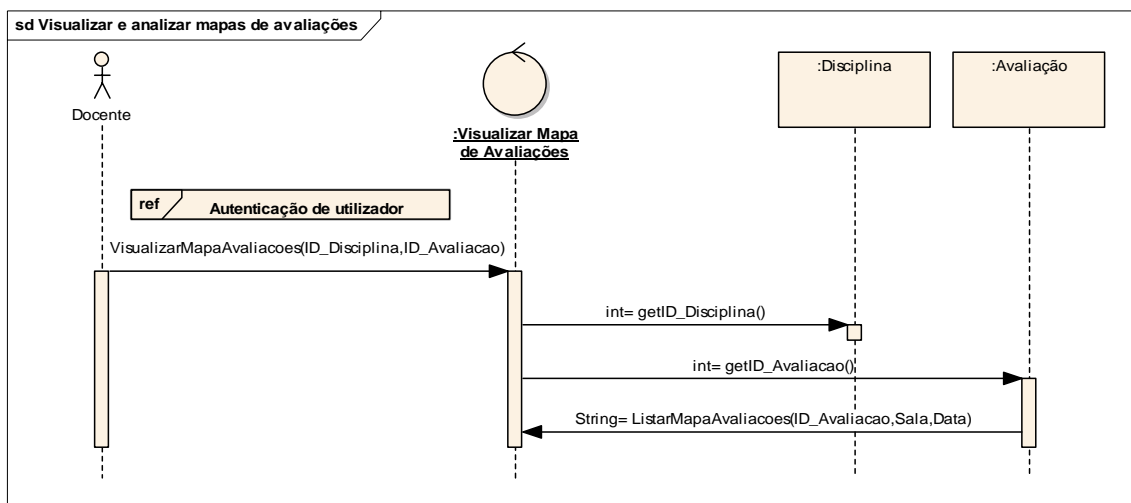 sd Visualizar e analizar mapas de avaliações
Docente
:Visualizar Mapa
de Avaliações
:Disciplina
:Avaliação
ref
Autenticação de utilizador
VisualizarMapaAvaliacoes(ID_Disciplina,ID_Avaliacao)
int= getID_Disciplina()
int= getID_Avaliacao()
String= ListarMapaAvaliacoes(ID_Avaliacao,Sala,Data)